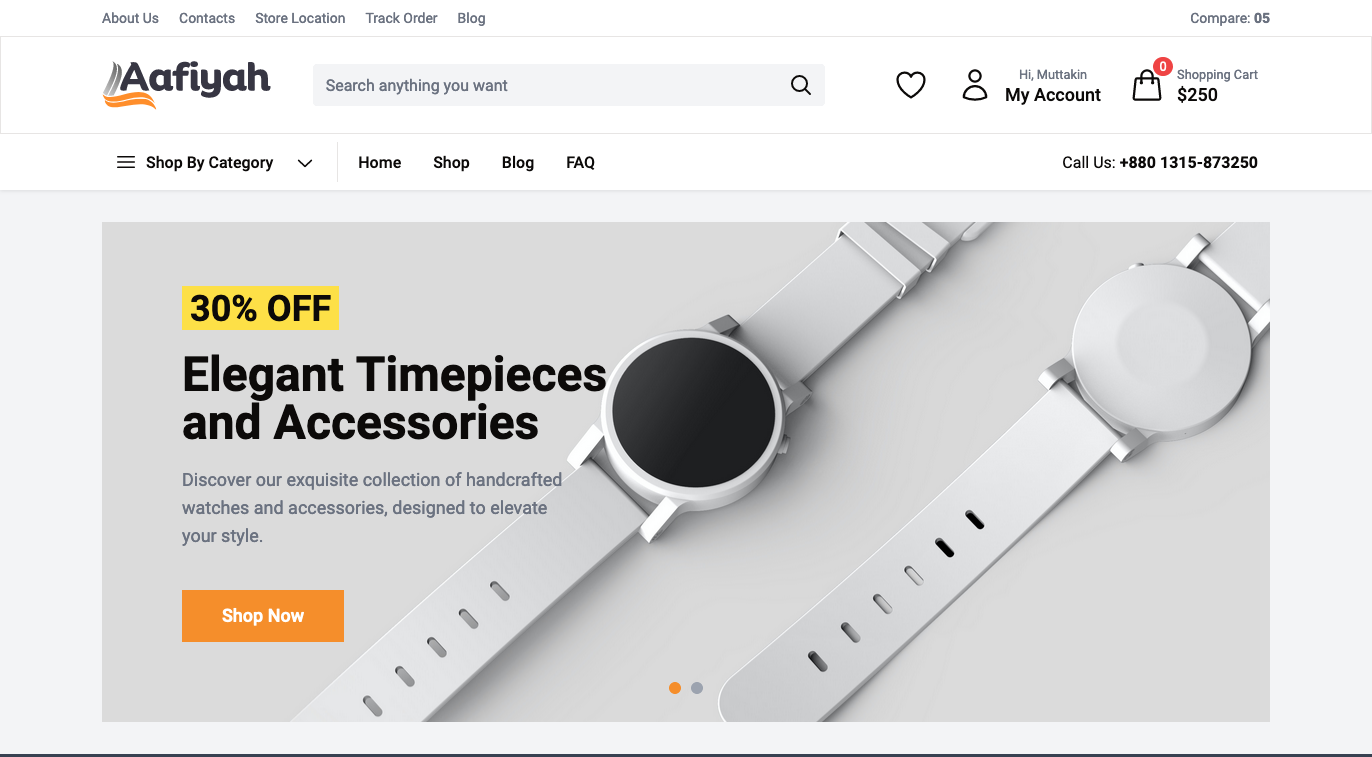 About Us Contacts Store Location Track Order Blog Compare: 05
Aafiyah
Search anything you want
Hi, Muttakin
My Account
0
Shopping Cart
$250
Shop By Category Home Shop Blog FAQ Call Us: +880 1315-873250
30% OFF
Elegant Timepieces
and Accessories
Discover our exquisite collection of handcrafted
watches and accessories, designed to elevate
your style.
Shop Now